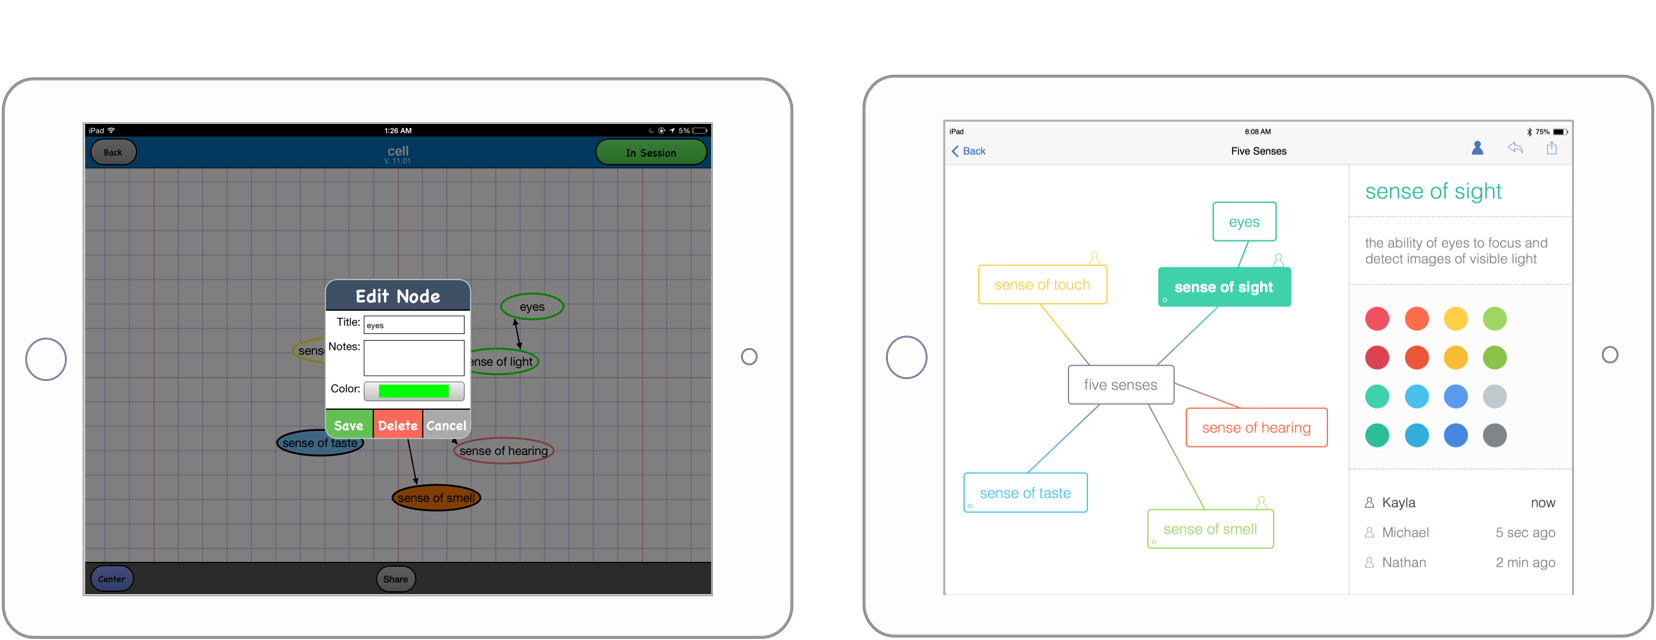 iPad
1:26 AM
5%
Back
cell
V. 11.01
In Session
Edit Node
Title:
eyes
Notes:
Color:
Save
Delete
Cancel
eyes
sens
nse of light
sense of taste
sense of hearing
sense of smell
Center
Share
iPad
8:08 AM
75%
Back
Five Senses
eyes
sense of touch
sense of sight
five senses
sense of hearing
sense of taste
sense of smell
sense of sight
the ability of eyes to focus and
detect images of visible light
Kayla now
Michael 5 sec ago
Nathan 2 min ago